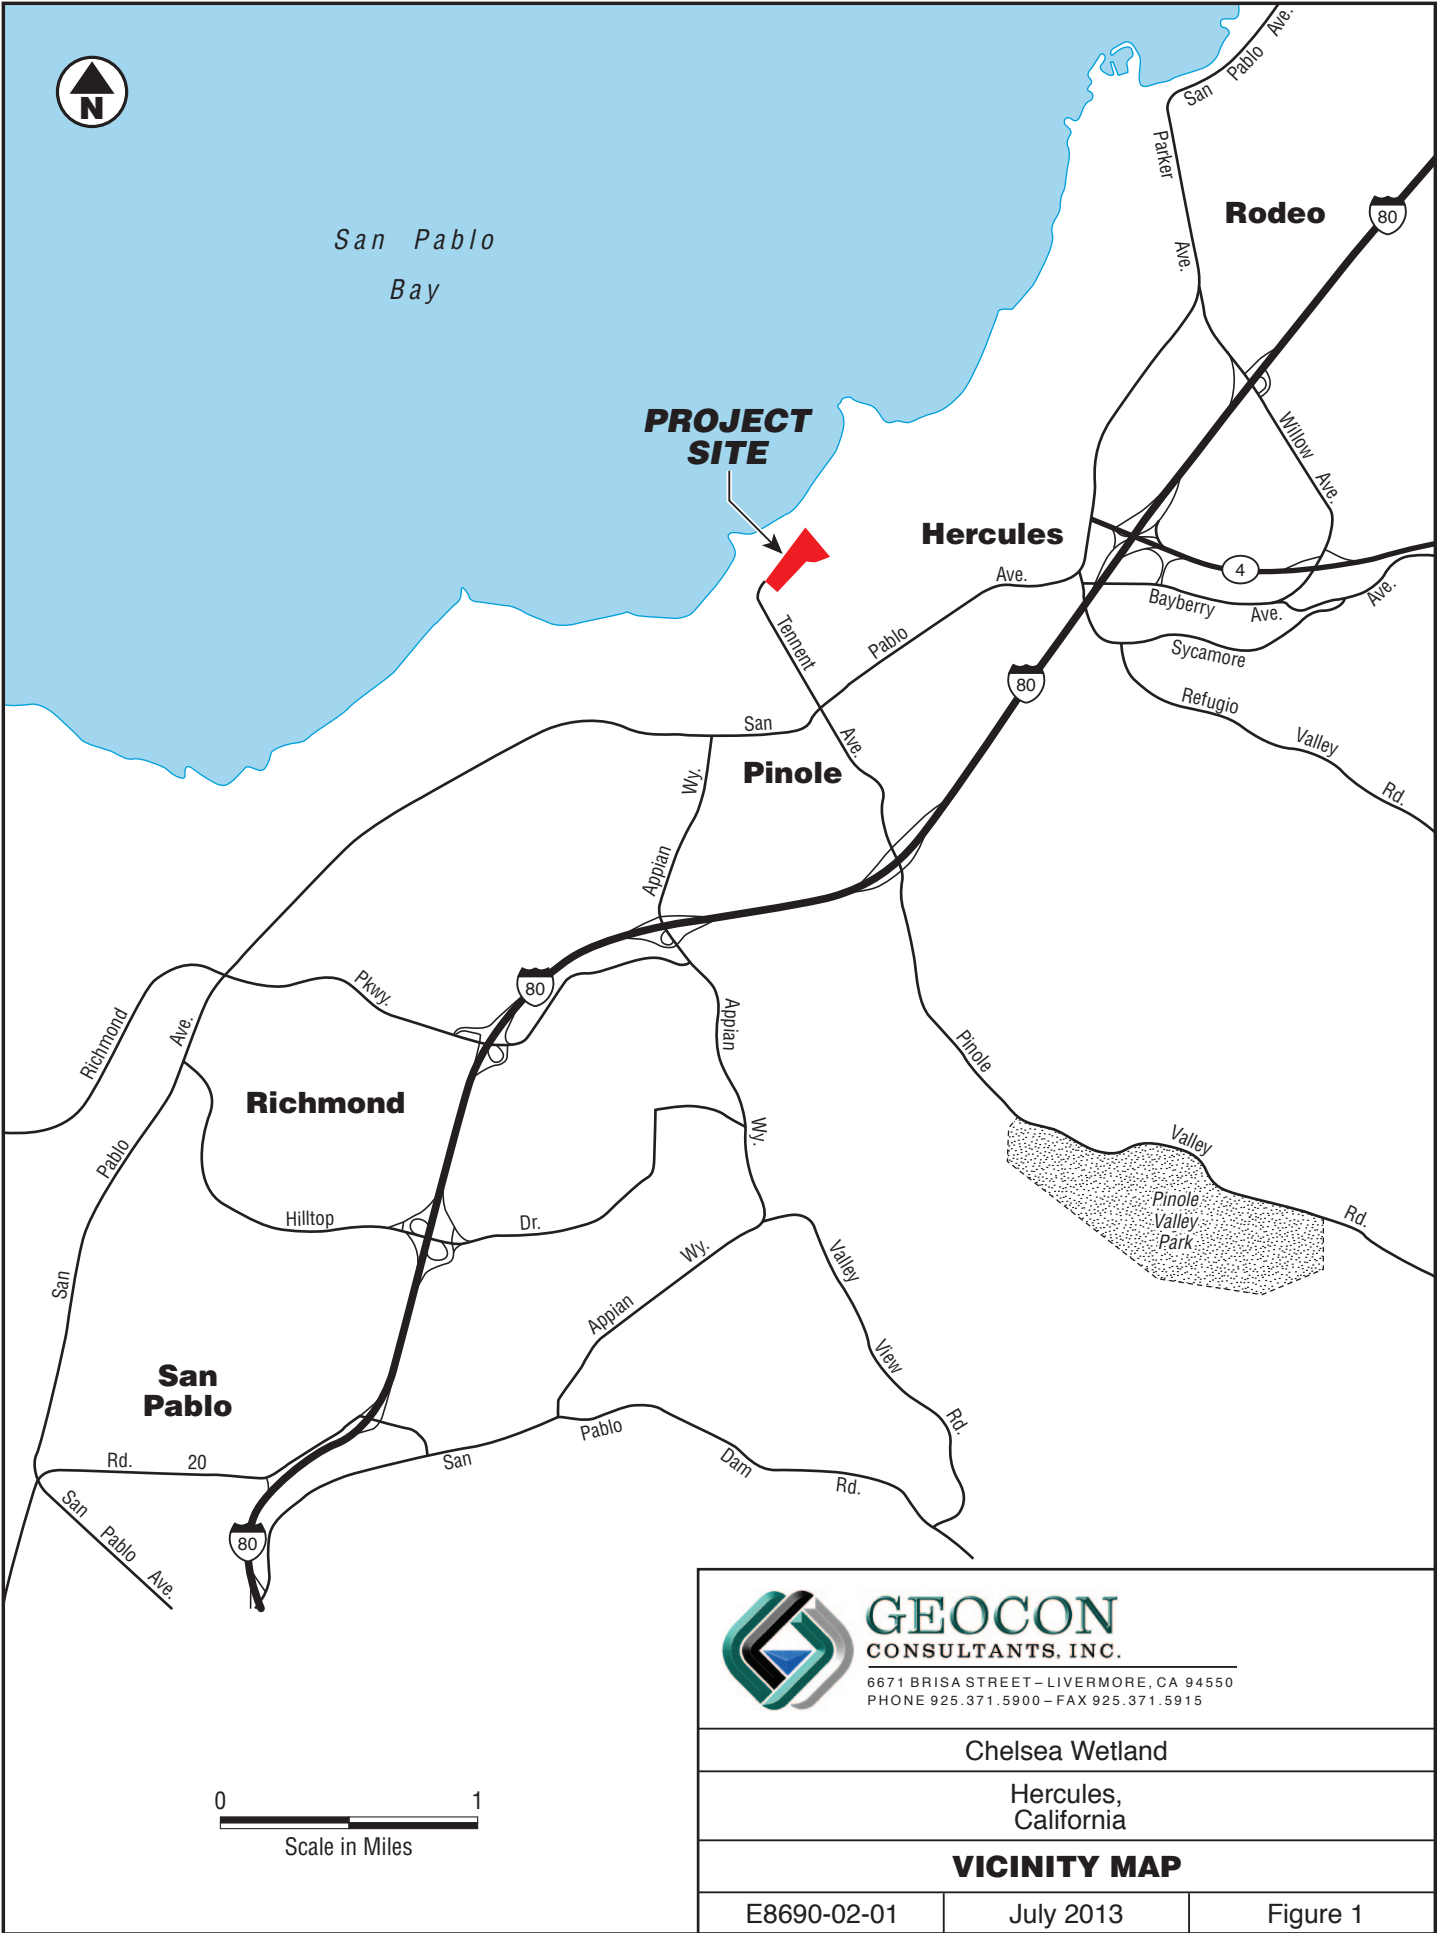 N
San Pablo
Bay
San Pablo Ave.
Parker Ave.
Rodeo
80
PROJECT
SITE
Willow Ave.
Hercules
4
Ave.
Bayberry Ave.
Ave.
Tennent
Pablo
Sycamore
80
Refugio
Valley
Rd.
San
Ave.
Pinole
Wy.
Appian
80
Pkwy.
Richmond
Ave.
Appian
Pinole
Richmond
Wy.
Pablo
Valley
Pinole
Valley
Park
Rd.
Hilltop
Dr.
Wy.
Valley
San
Appian
View
San
Pablo
Rd.
Pablo
Rd. 20
San
Dam
Rd.
San Pablo Ave.
80
GEOCON
CONSULTANTS, INC.
6671 BRISA STREET – LIVERMORE, CA 94550
PHONE 925.371.5900 – FAX 925.371.5915
Chelsea Wetland
Hercules,
California
VICINITY MAP
E8690-02-01
July 2013
Figure 1
0 1
Scale in Miles